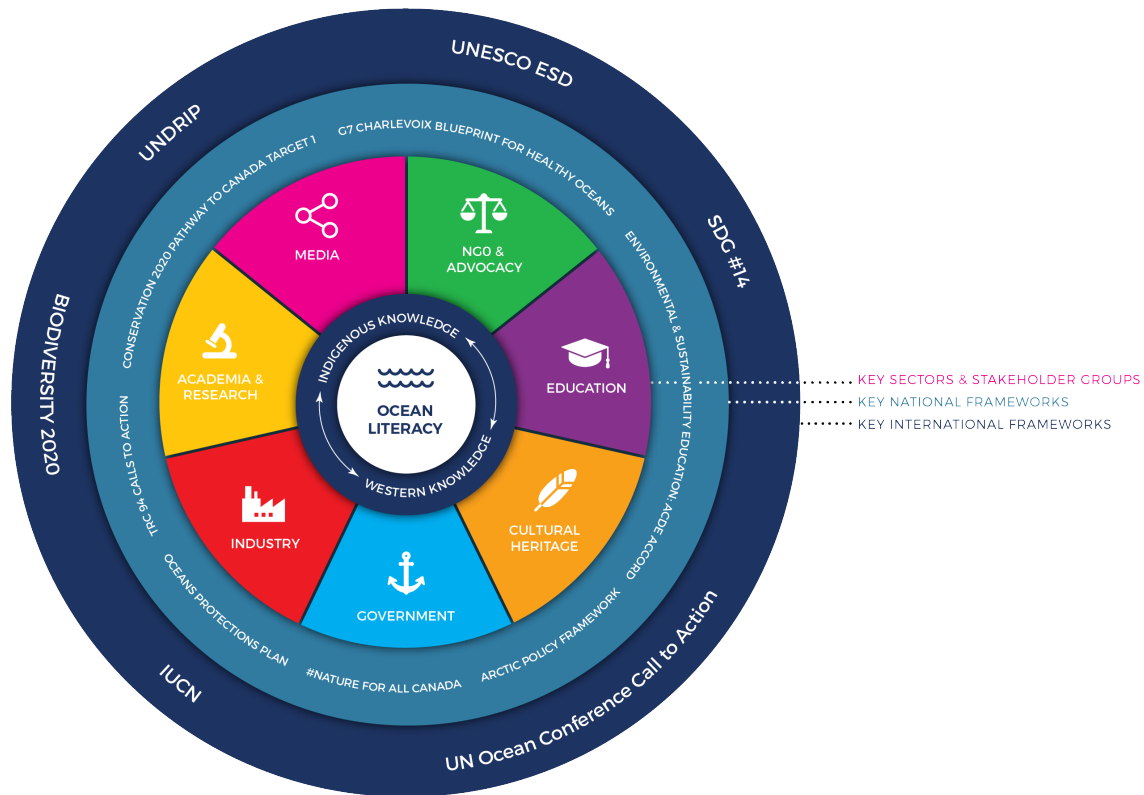 UNESCO ESD
SDG #14
UN Ocean Conference Call to Action
IUCN
BIODIVERSITY 2020
UNDRIP
G7 CHARLEVOIX BLUEPRINT FOR HEALTHY OCEANS
ENVIRONMENTAL & SUSTAINABILITY EDUCATION: ACDE ACCORD
ARCTIC POLICY FRAMEWORK
#NATURE FOR ALL CANADA
OCEANS PROTECTIONS PLAN
TRC 94 CALLS TO ACTION
CONSERVATION 2020 PATHWAY TO CANADA TARGET 1
MEDIA
NG0 &
ADVOCACY
EDUCATION
CULTURAL
HERITAGE
GOVERNMENT
INDUSTRY
ACADEMIA &
RESEARCH
INDIGENOUS KNOWLEDGE
WESTERN KNOWLEDGE
OCEAN
LITERACY
KEY SECTORS & STAKEHOLDER GROUPS
KEY NATIONAL FRAMEWORKS
KEY INTERNATIONAL FRAMEWORKS